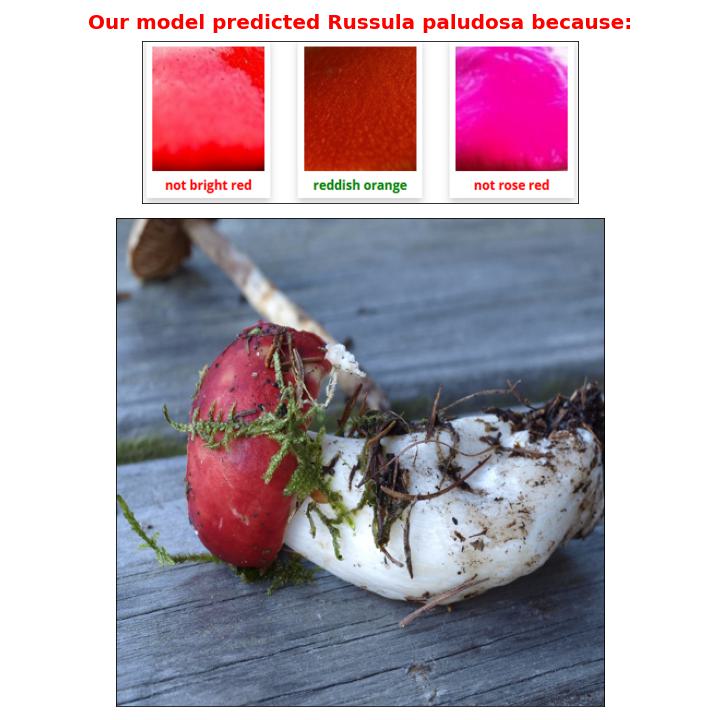 Our model predicted Russula paludosa because:
not bright red
reddish orange
not rose red